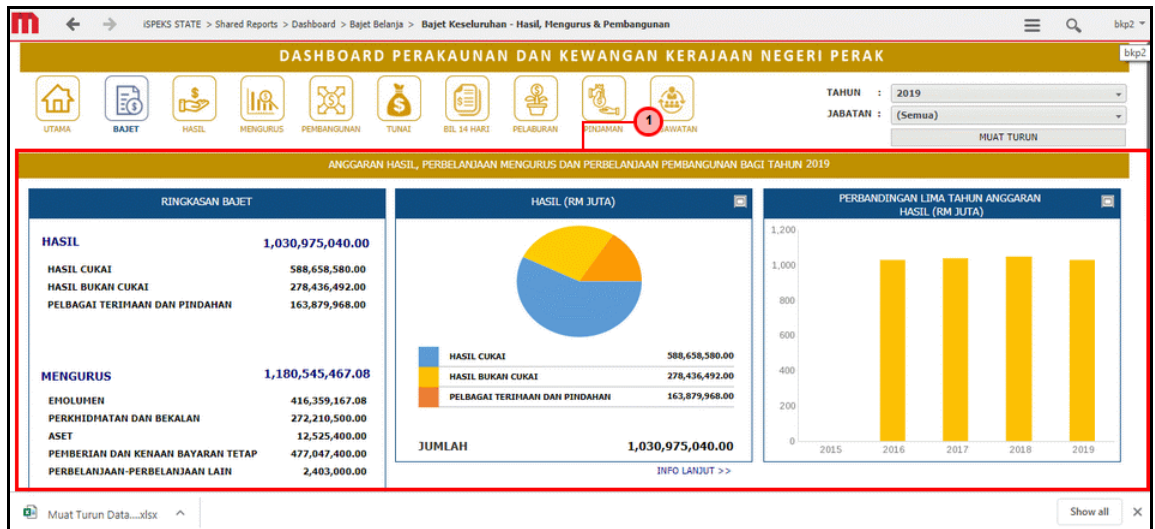 iSPEKS STATE > Shared Reports > Dashboard > Bajet Belanja > Bajet Keseluruhan - Hasil, Mengurus & Pembangunan
bkp2
bkp2
DASHBOARD PERAKAUNAN DAN KEWANGAN KERAJAAN NEGERI PERAK
UTAMA BAJET HASIL MENGURUS PEMBANGUNAN TUNAI BIL 14 HARI PELABURAN PINJAMAN AWATAN
1
TAHUN : 2019
JABATAN : (Semua)
MUAT TURUN
ANGGARAN HASIL, PERBELANJAAN MENGURUS DAN PERBELANJAAN PEMBANGUNAN BAGI TAHUN 2019
RINGKASAN BAJET
HASIL 1,030,975,040.00
HASIL CUKAI 588,658,580.00
HASIL BUKAN CUKAI 278,436,492.00
PELBAGAI TERIMAAN DAN PINDAHAN 163,879,968.00
MENGURUS 1,180,545,467.08
EMOLUMEN 416,359,167.08
PERKHIDMATAN DAN BEKALAN 272,210,500.00
ASET 12,525,400.00
PEMBERIAN DAN KENAAN BAYARAN TETAP 477,047,400.00
PERBELANJAAN-PERBELANJAAN LAIN 2,403,000.00
HASIL (RM JUTA)
HASIL CUKAI 588,658,580.00
HASIL BUKAN CUKAI 278,436,492.00
PELBAGAI TERIMAAN DAN PINDAHAN 163,879,968.00
JUMLAH 1,030,975,040.00
INFO LANJUT >>
PERBANDINGAN LIMA TAHUN ANGGARAN
HASIL (RM JUTA)
1,200
1,000
800
600
400
200
0
2015 2016 2017 2018 2019
Muat Turun Data....xlsx
Show all